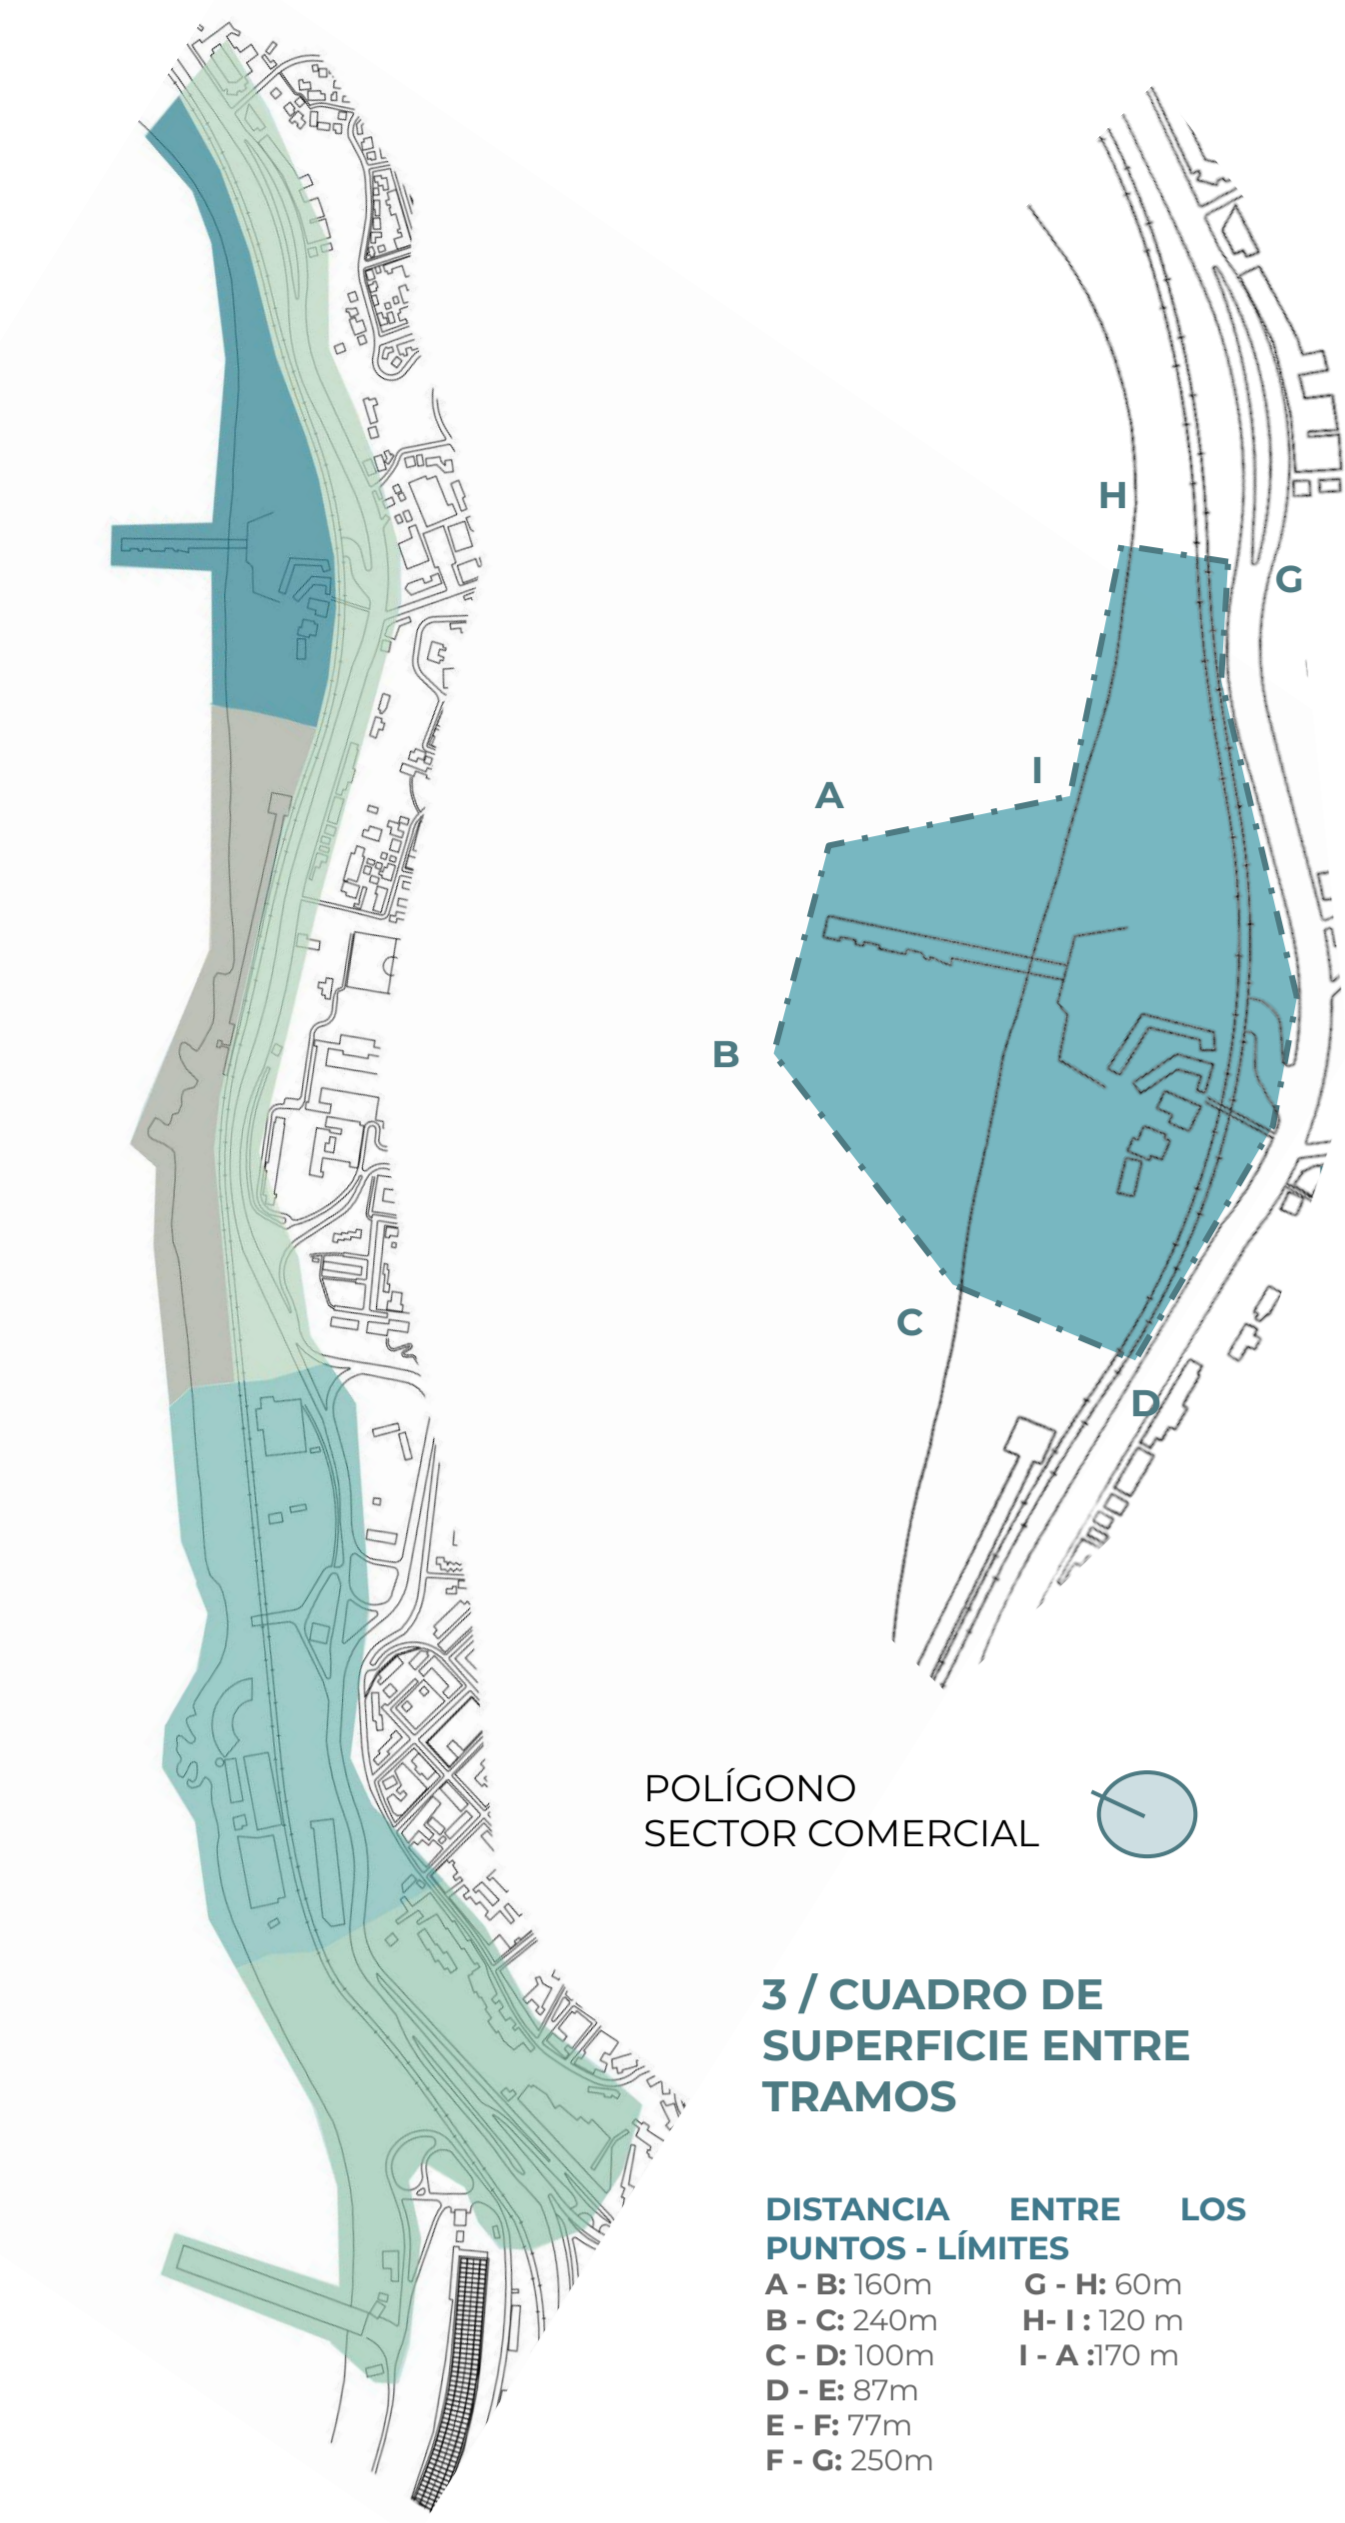 H
G
I
A
B
C
D
POLÍGONO
SECTOR COMERCIAL
3 / CUADRO DE
SUPERFICIE ENTRE
TRAMOS
DISTANCIA ENTRE LOS
PUNTOS - LÍMITES
A - B: 160m
B - C: 240m
C - D: 100m
D - E: 87m
E - F: 77m
F - G: 250m
G - H: 60m
H- I : 120 m
I - A :170 m